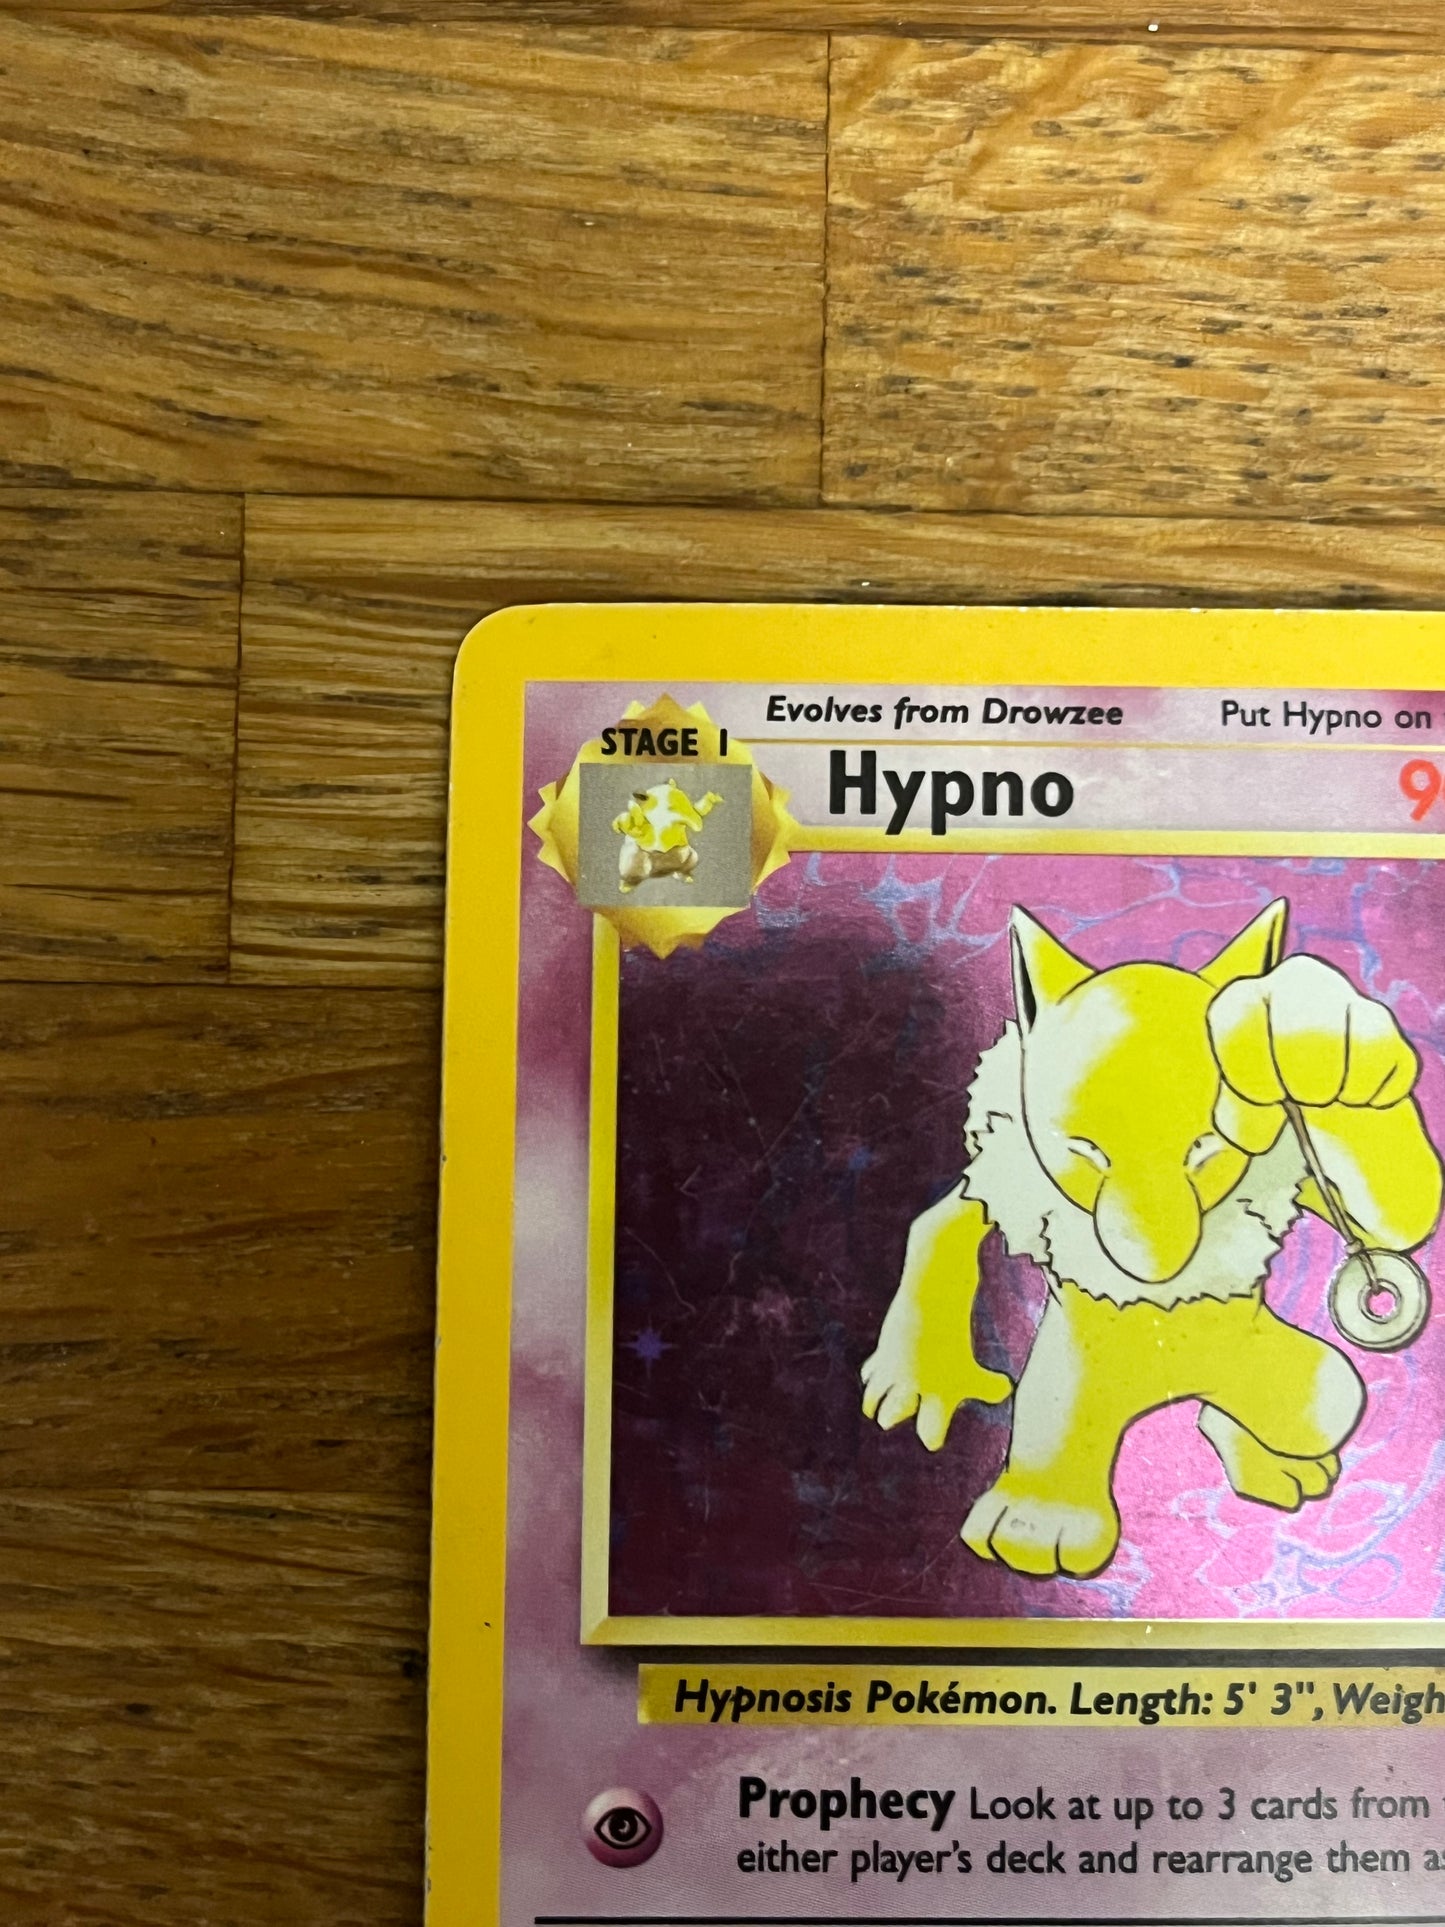 Evolves from Drowzee Put Hypno on
STAGE I
Hypno
Hypnosis Pokémon. Length: 5' 3", Weigh
Prophecy Look at up to 3 cards from
either player's deck and rearrange them as